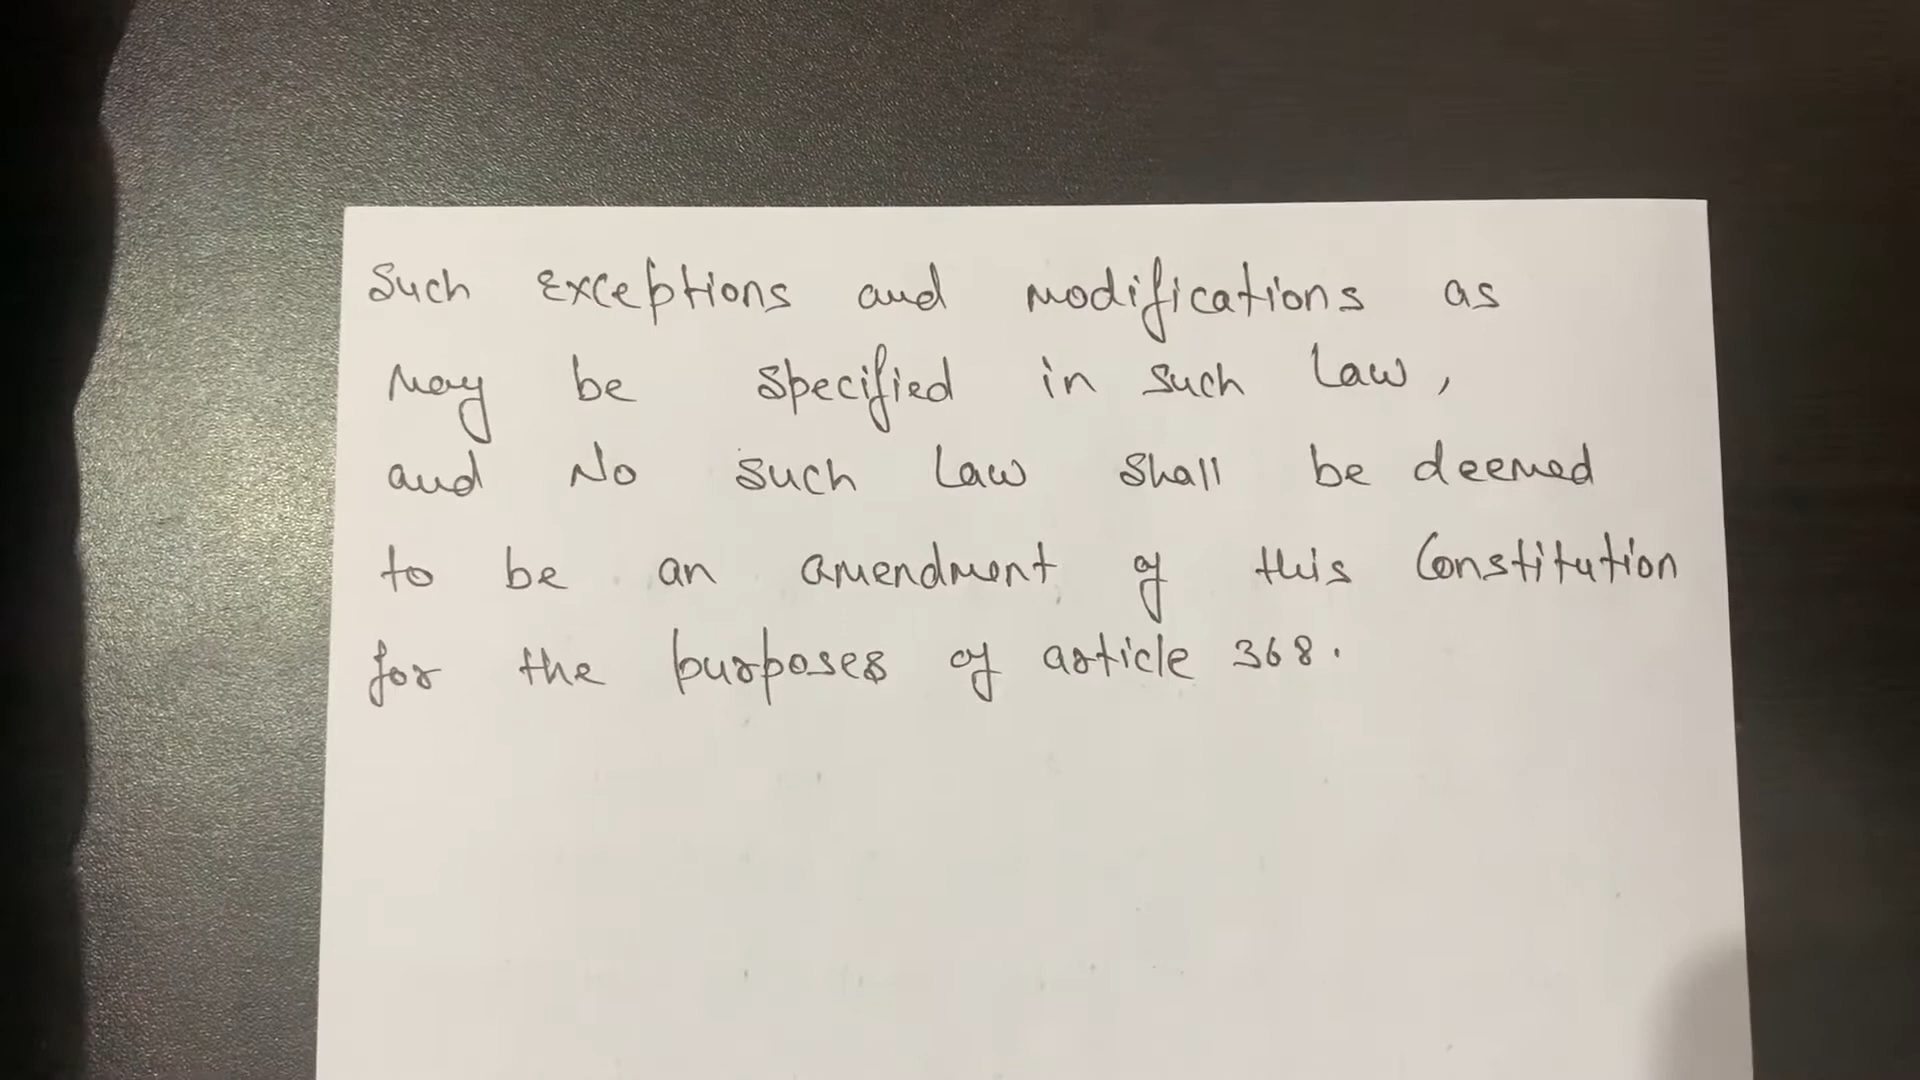 Such exceptions and modifications as
may be specified in such law,
and No such law shall be deemed
to be an amendment of this Constitution
for the purposes of article 368.